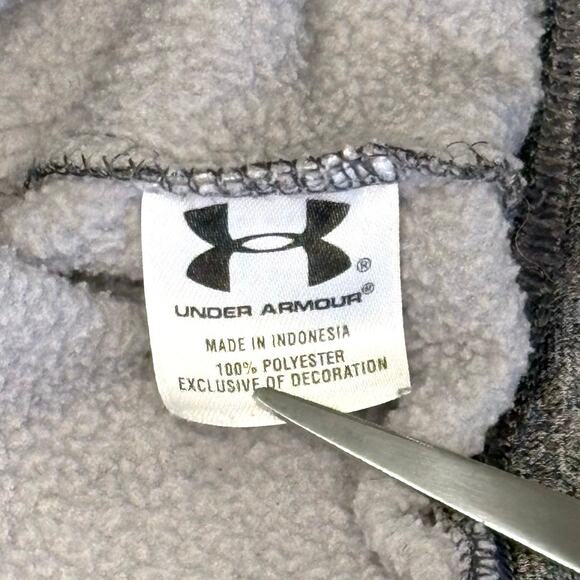 ®
UNDER ARMOUR®
MADE IN INDONESIA
100% POLYESTER
EXCLUSIVE OF DECORATION